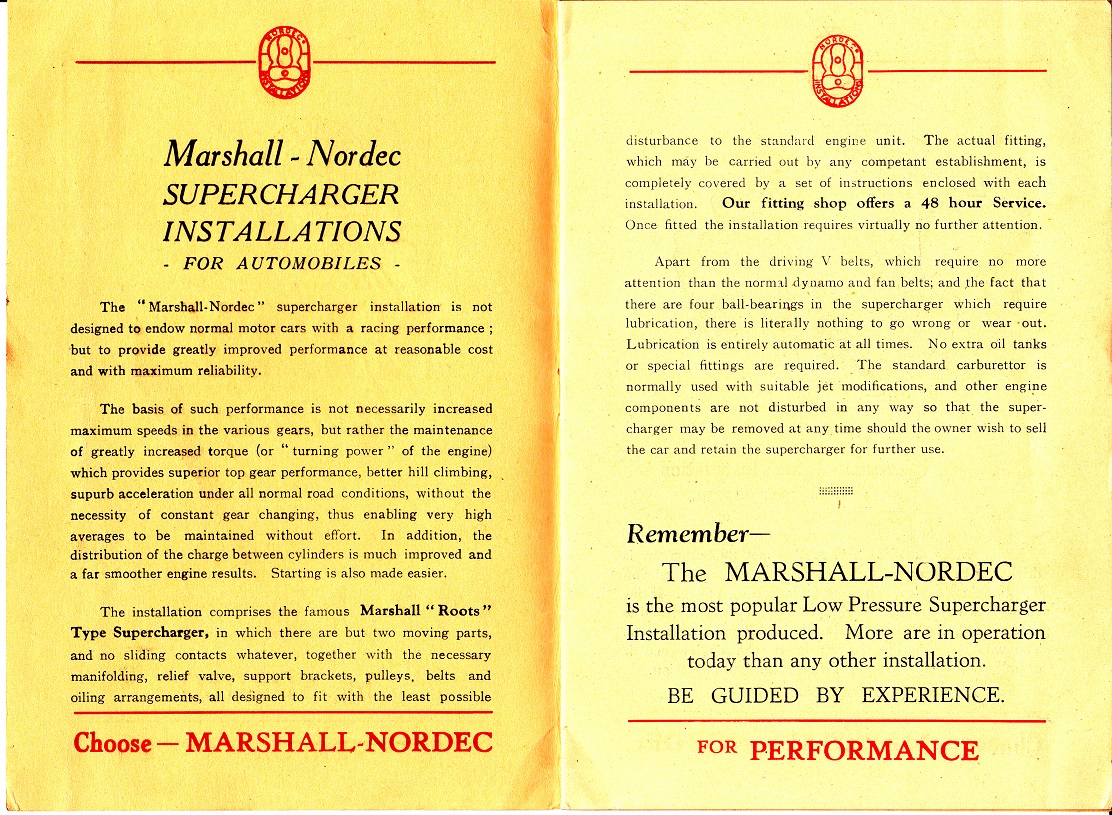 NORDEC
INSTALLATIONS
Marshall - Nordec
SUPERCHARGER
INSTALLATIONS
- FOR AUTOMOBILES -
The "Marshall-Nordec" supercharger installation is not
designed to endow normal motor cars with a racing performance ;
but to provide greatly improved performance at reasonable cost
and with maximum reliability.
The basis of such performance is not necessarily increased
maximum speeds in the various gears, but rather the maintenance
of greatly increased torque (or "turning power" of the engine)
which provides superior top gear performance, better hill climbing,
supurb acceleration under all normal road conditions, without the
necessity of constant gear changing, thus enabling very high
averages to be maintained without effort. In addition, the
distribution of the charge between cylinders is much improved and
a far smoother engine results. Starting is also made easier.
The installation comprises the famous Marshall "Roots"
Type Supercharger, in which there are but two moving parts,
and no sliding contacts whatever, together with the necessary
manifolding, relief valve, support brackets, pulleys, belts and
oiling arrangements, all designed to fit with the least possible
Choose — MARSHALL-NORDEC
NORDEC
INSTALLATIONS
disturbance to the standard engine unit. The actual fitting,
which may be carried out by any competant establishment, is
completely covered by a set of instructions enclosed with each
installation. Our fitting shop offers a 48 hour Service.
Once fitted the installation requires virtually no further attention.
Apart from the driving V belts, which require no more
attention than the normal dynamo and fan belts; and the fact that
there are four ball-bearings in the supercharger which require
lubrication, there is literally nothing to go wrong or wear out.
Lubrication is entirely automatic at all times. No extra oil tanks
or special fittings are required. The standard carburettor is
normally used with suitable jet modifications, and other engine
components are not disturbed in any way so that the super-
charger may be removed at any time should the owner wish to sell
the car and retain the supercharger for further use.
Remember—
The MARSHALL-NORDEC
is the most popular Low Pressure Supercharger
Installation produced. More are in operation
today than any other installation.
BE GUIDED BY EXPERIENCE.
FOR PERFORMANCE